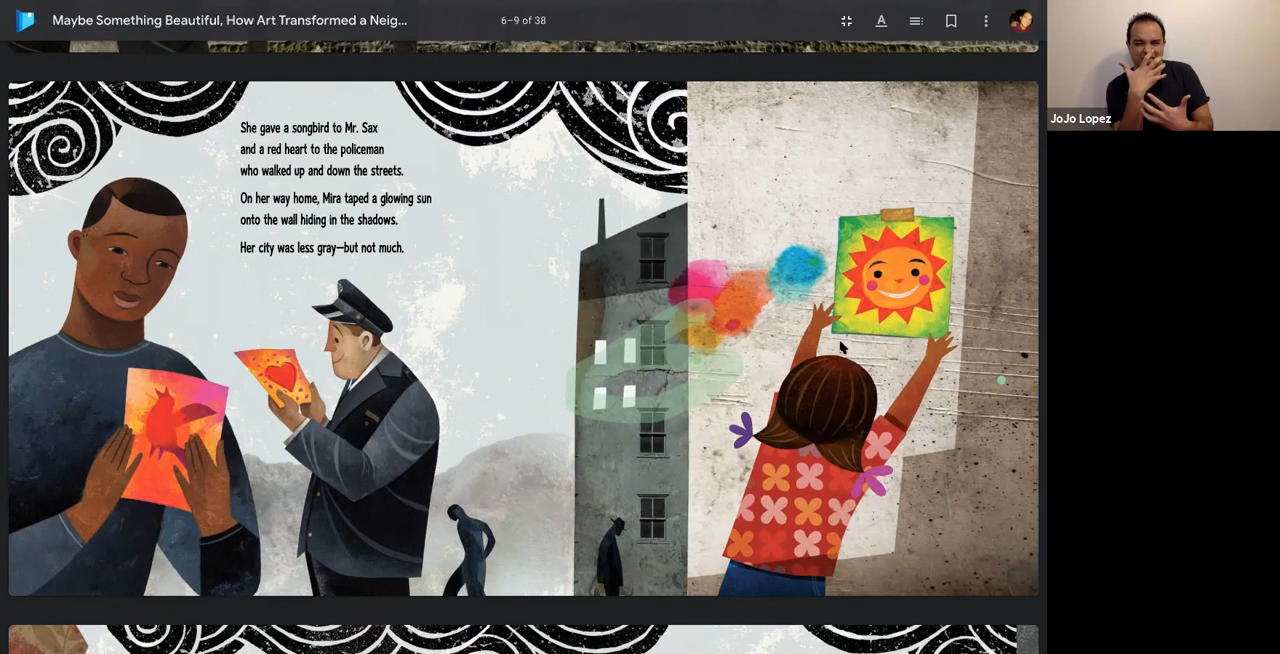 Maybe Something Beautiful, How Art Transformed a Neig...
6–9 of 38
A
JoJo Lopez
She gave a songbird to Mr. Sax
and a red heart to the policeman
who walked up and down the streets.
On her way home, Mira taped a glowing sun
onto the wall hiding in the shadows.
Her city was less gray—but not much.